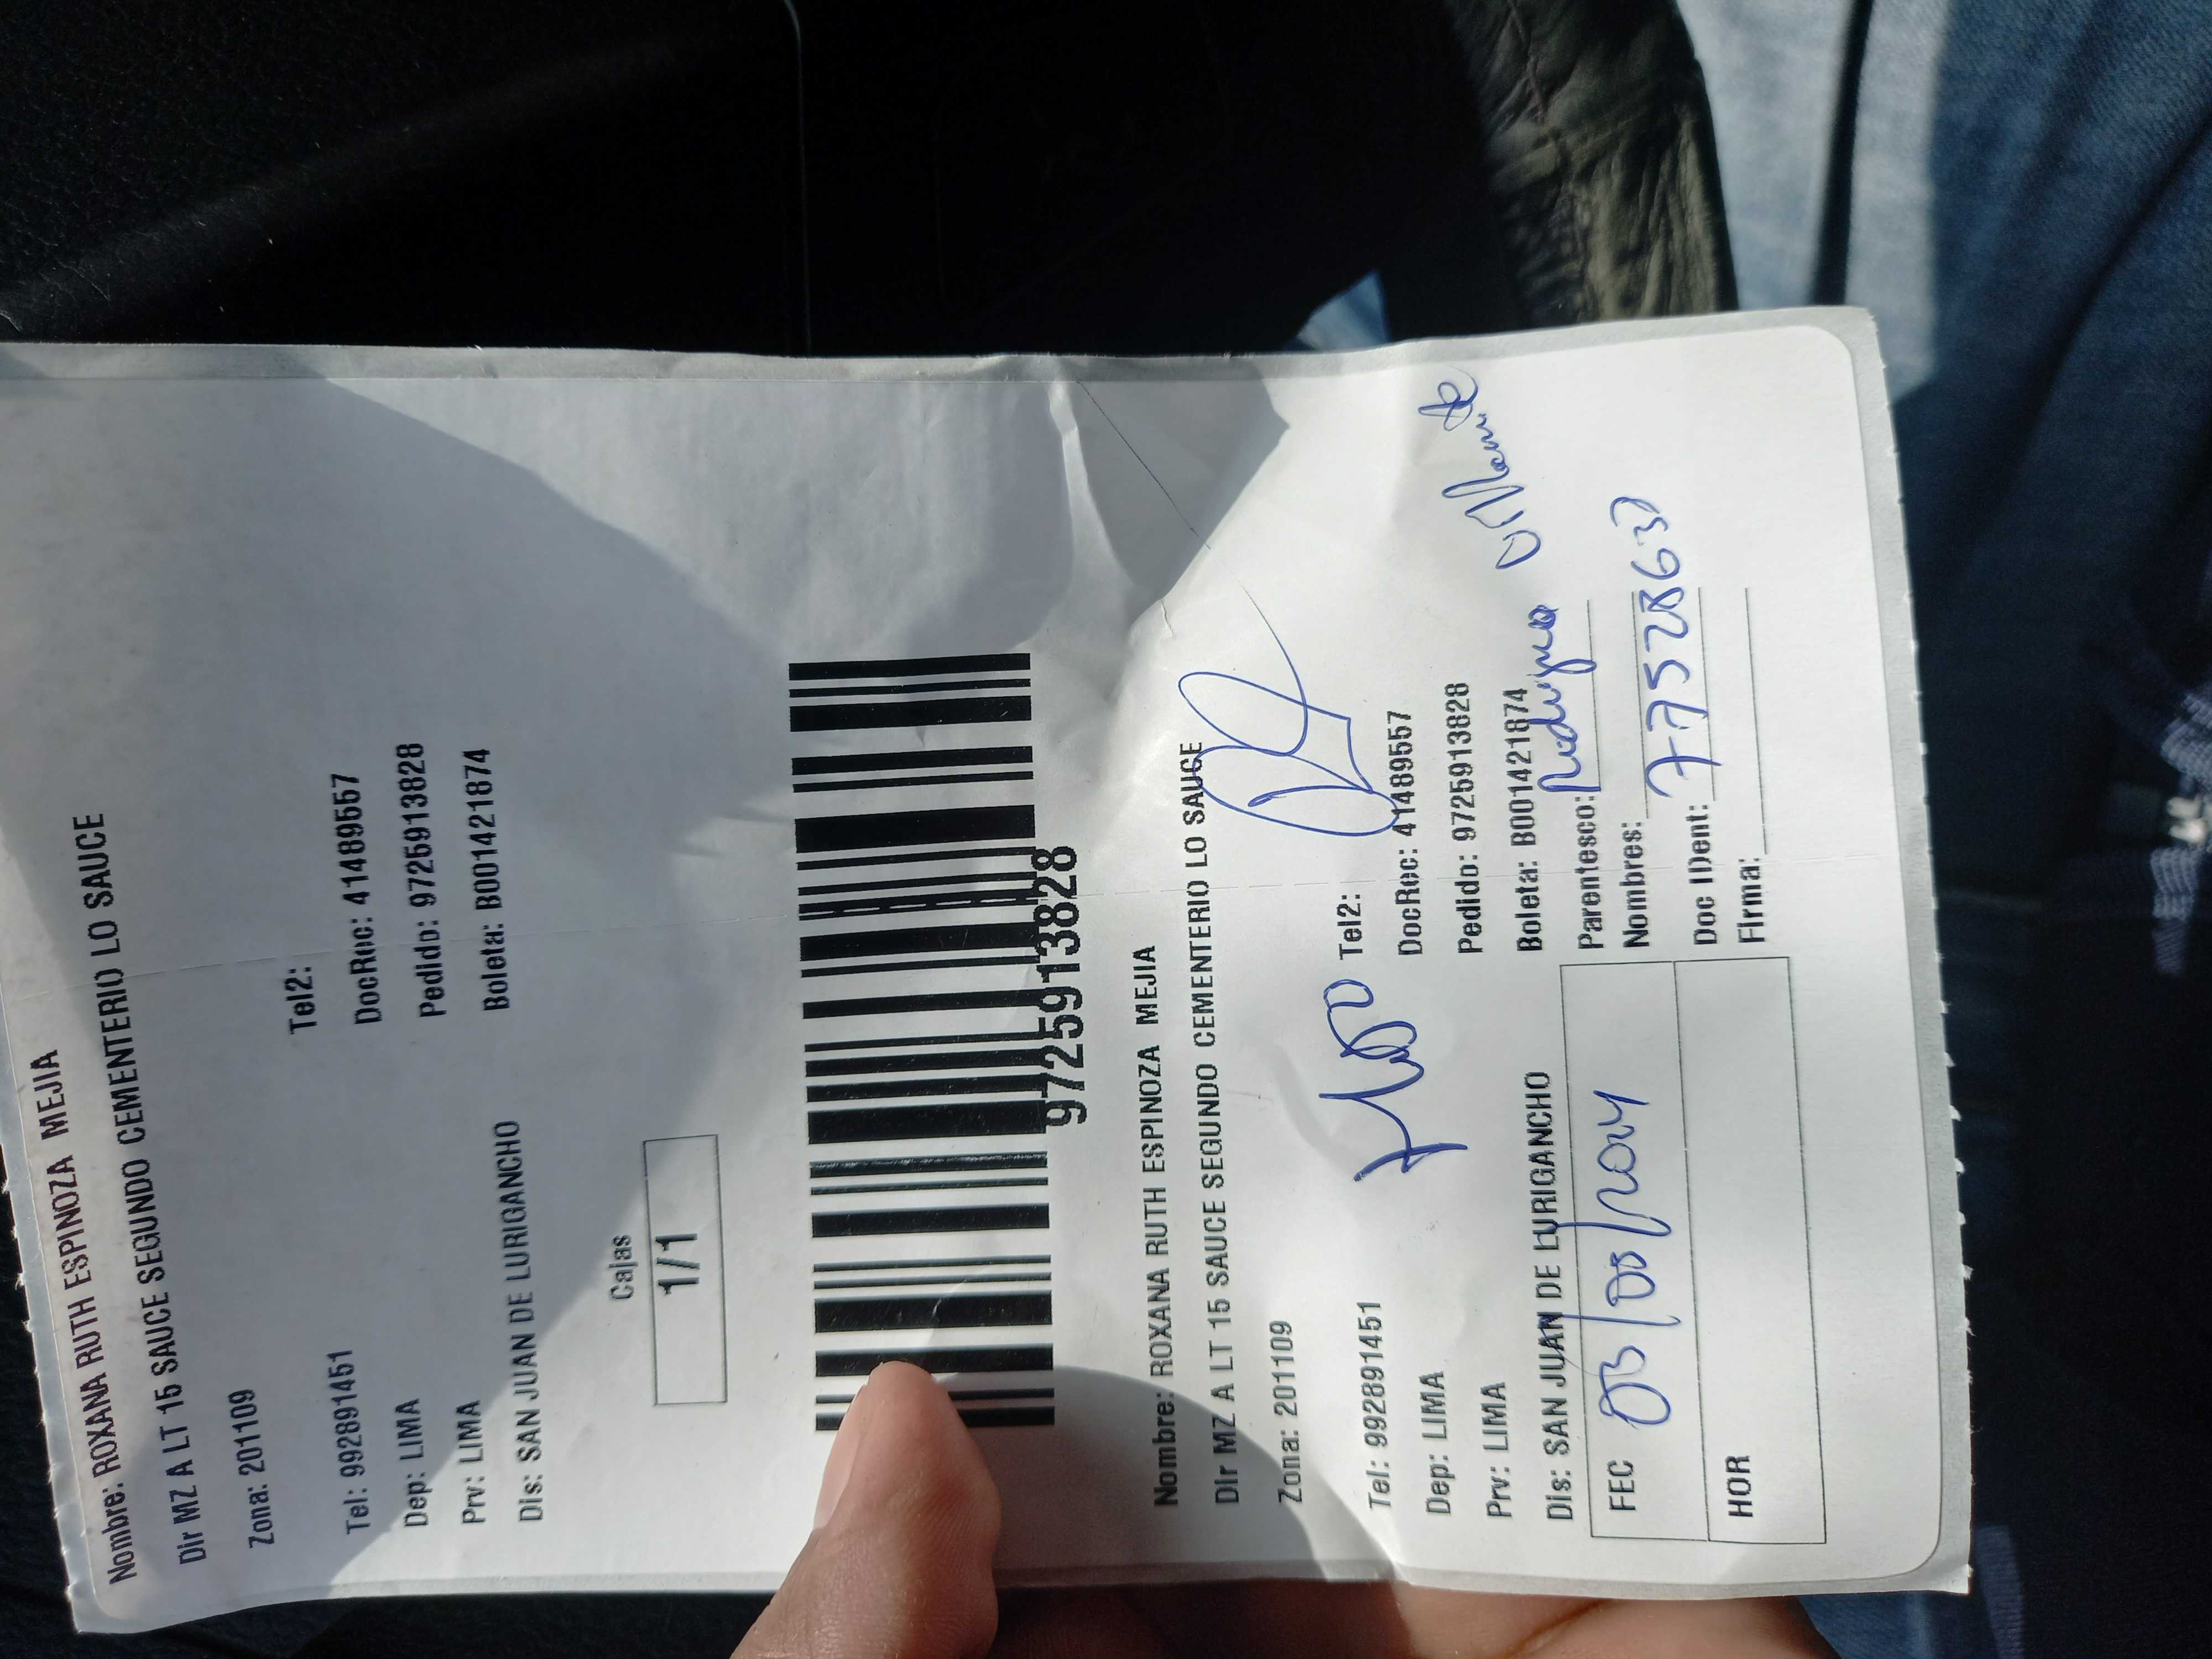 Nombre: ROXANA RUTH ESPINOZA MEJIA
Dir MZ A LT 15 SAUCE SEGUNDO CEMENTERIO LO SAUCE
Zona: 201109
Tel: 992891451 Tel2:
Dep: LIMA DocRec: 41489557
Prv: LIMA Pedido: 9725913828
Dis: SAN JUAN DE LURIGANCHO Boleta: B001421874
Cajas
1/1
9725913828
Nombre: ROXANA RUTH ESPINOZA MEJIA
Dir MZ A LT 15 SAUCE SEGUNDO CEMENTERIO LO SAUCE
Zona: 201109
Tel: 992891451 Tel2:
Dep: LIMA DocRec: 41489557
Prv: LIMA Pedido: 9725913828
Dis: SAN JUAN DE LURIGANCHO Boleta: B001421874
Parentesco:
FEC Nombres:
Doc IDent: 77528633
HOR Firma: